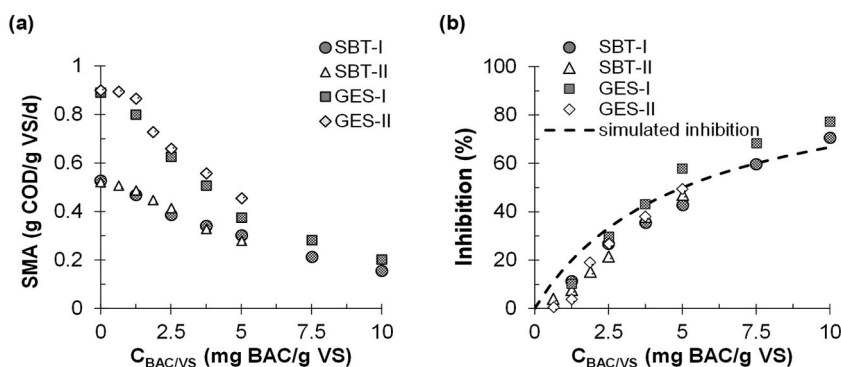 (a)
SBT-I
SBT-II
GES-I
GES-II
1
0.8
0.6
0.4
0.2
0
SMA (g COD/g VS/d)
0 2.5 5 7.5 10
C_BAC/VS (mg BAC/g VS)
(b)
SBT-I
SBT-II
GES-I
GES-II
simulated inhibition
100
80
60
40
20
0
Inhibition (%)
0 2.5 5 7.5 10
C_BAC/VS (mg BAC/g VS)